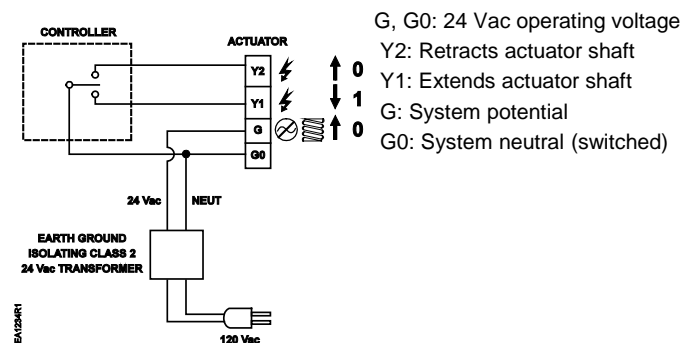 CONTROLLER
ACTUATOR
Y2 0
Y1 1
G 0
G0
24 Vac NEUT
EARTH GROUND
ISOLATING CLASS 2
24 Vac TRANSFORMER
120 Vac
EA1234R1
G, G0: 24 Vac operating voltage
Y2: Retracts actuator shaft
Y1: Extends actuator shaft
G: System potential
G0: System neutral (switched)